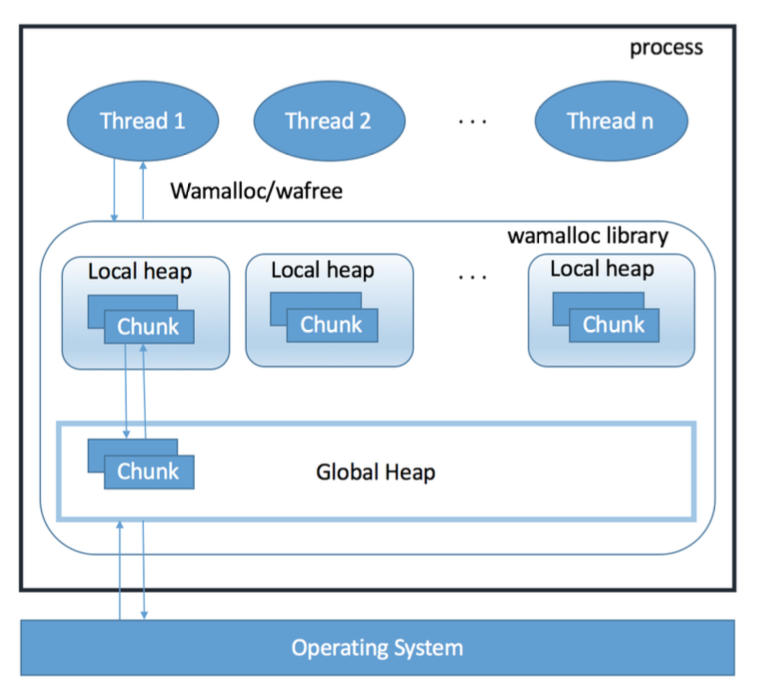 process
Thread 1
Thread 2
. . .
Thread n
Wamalloc/wafree
wamalloc library
Local heap
Local heap
. . .
Local heap
Chunk
Chunk
Chunk
Chunk
Global Heap
Operating System